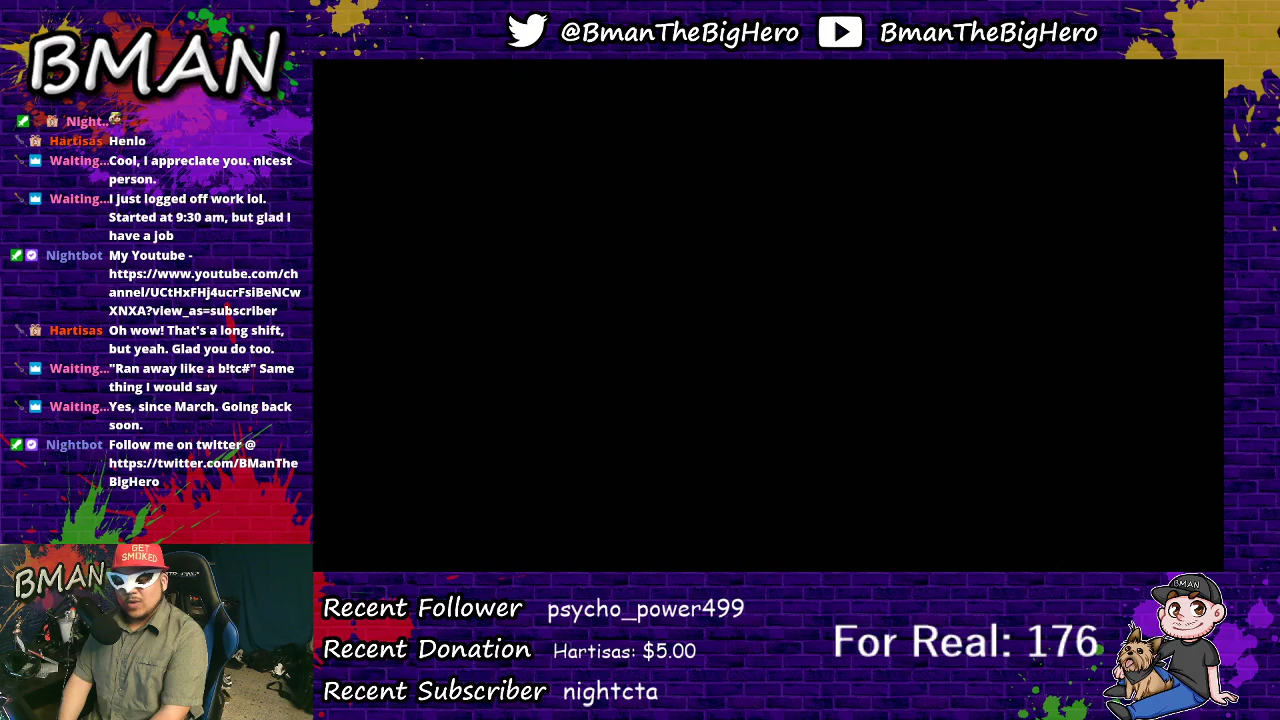 BMAN
@BmanTheBigHero
BmanTheBigHero
Night..
Hartisas Henlo
Waiting... Cool, I appreciate you. nicest
person.
Waiting... I just logged off work lol.
Started at 9:30 am, but glad I
have a job
Nightbot My Youtube -
https://www.youtube.com/ch
annel/UCtHxFHj4ucrFsiBeNCw
XNXA?view_as=subscriber
Hartisas Oh wow! That's a long shift,
but yeah. Glad you do too.
Waiting... "Ran away like a b!tc#" Same
thing I would say
Waiting... Yes, since March. Going back
soon.
Nightbot Follow me on twitter @
https://twitter.com/BManThe
BigHero
GET
SMOKED
BMAN
Recent Follower psycho_power499
Recent Donation Hartisas: $5.00
Recent Subscriber nightcta
For Real: 176
BMAN